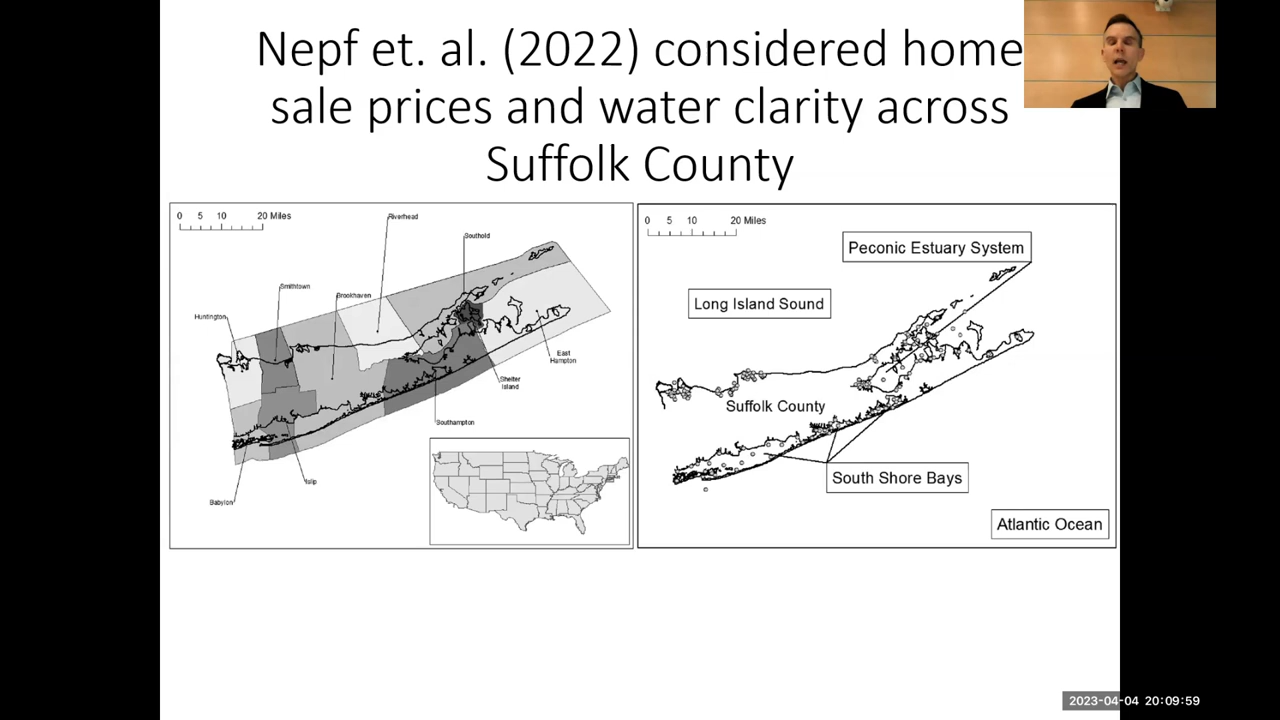 Nepf et. al. (2022) considered home
sale prices and water clarity across
Suffolk County
0 5 10 20 Miles
Riverhead
Southold
Smithtown
Brookhaven
Huntington
East
Hampton
Shelter
Island
Southampton
Islip
Babylon
0 5 10 20 Miles
Peconic Estuary System
Long Island Sound
Suffolk County
South Shore Bays
Atlantic Ocean
2023-04-04 20:09:59